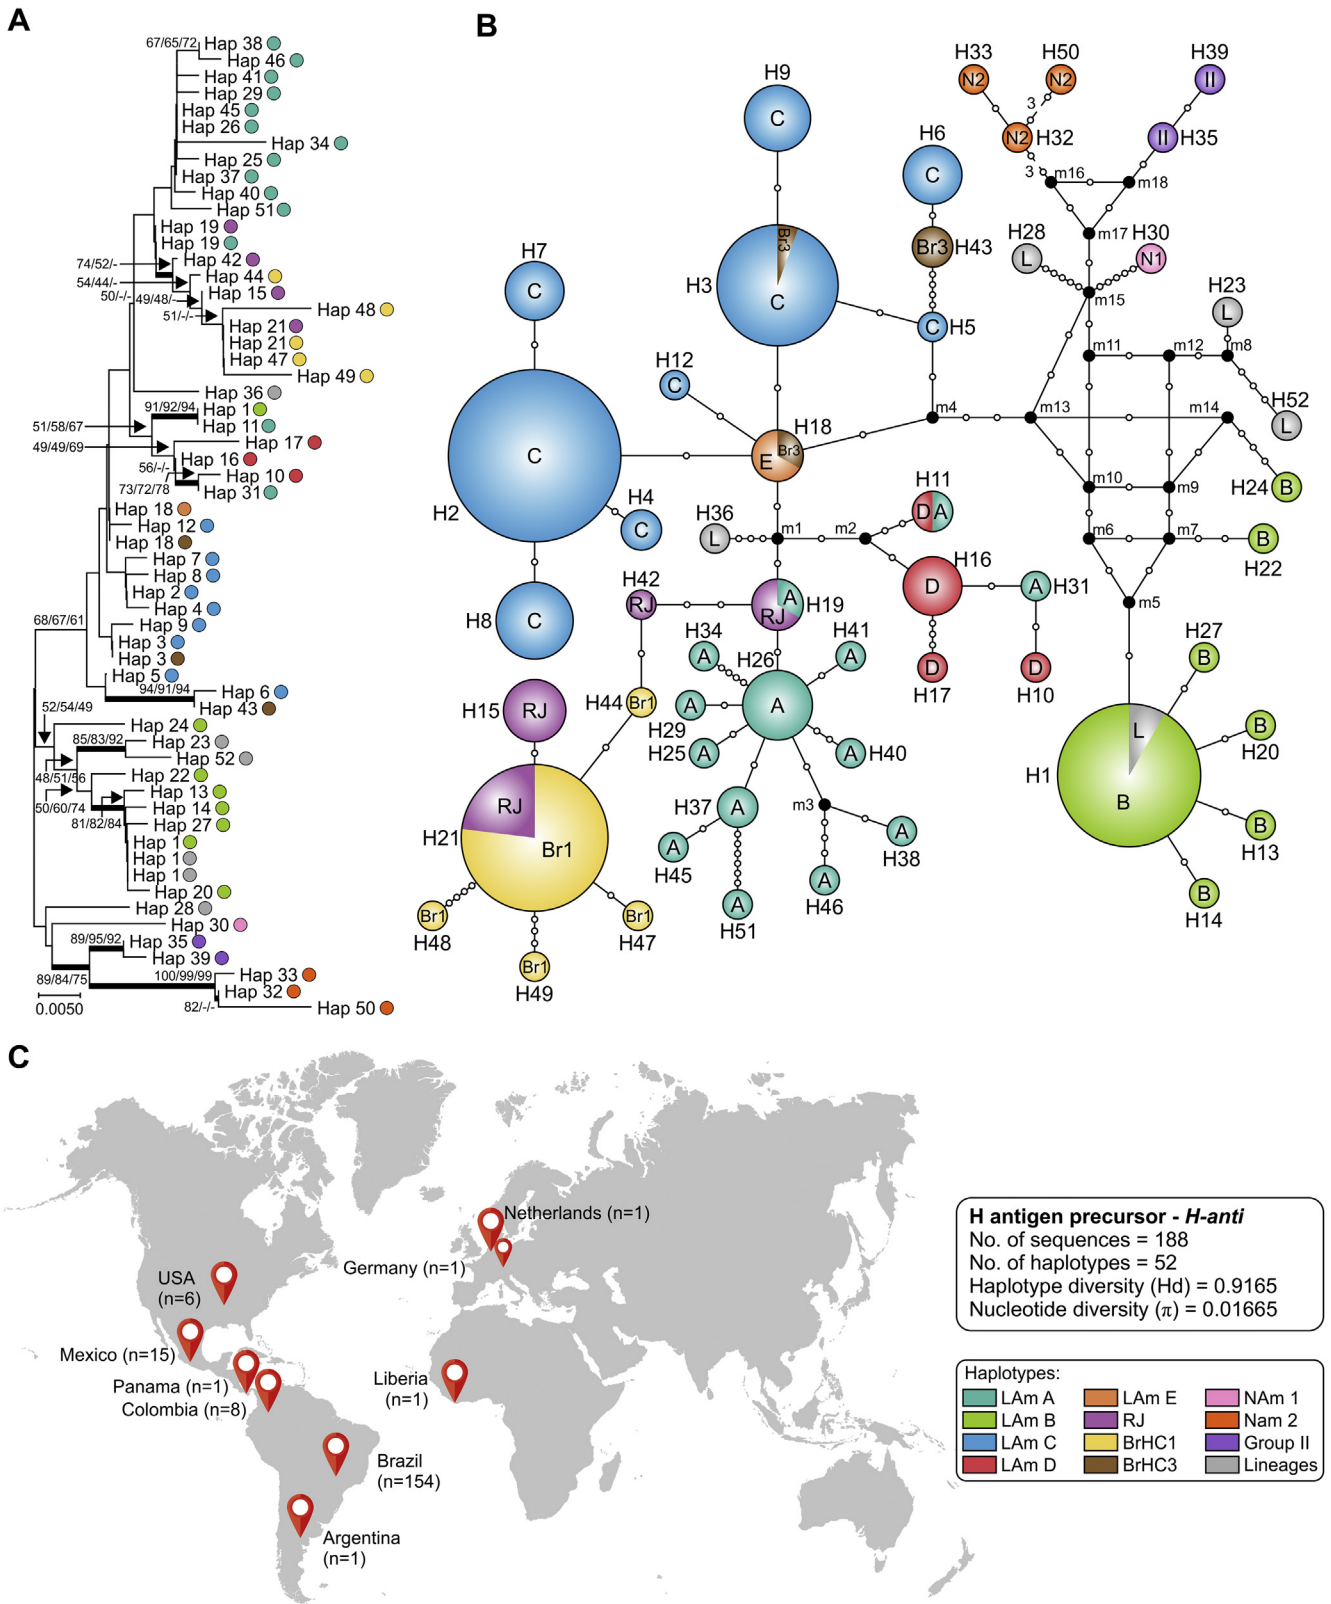 A
67/65/72
Hap 38
Hap 46
Hap 41
Hap 29
Hap 45
Hap 26
Hap 34
Hap 25
Hap 37
Hap 40
Hap 51
Hap 19
Hap 19
74/52/-
Hap 42
54/44/-
Hap 44
50/-/-
49/48/-
Hap 15
51/-/-
Hap 48
Hap 21
Hap 21
Hap 47
Hap 49
Hap 36
91/92/94
Hap 1
51/58/67
Hap 11
49/49/69
Hap 17
Hap 16
56/-/-
Hap 10
73/72/78
Hap 31
Hap 18
Hap 12
Hap 18
Hap 7
Hap 8
Hap 2
Hap 4
68/67/61
Hap 9
Hap 3
Hap 3
Hap 5
94/91/94
Hap 6
Hap 43
52/54/49
Hap 24
85/83/92
Hap 23
Hap 52
48/51/56
Hap 22
50/60/74
Hap 13
Hap 14
81/82/84
Hap 27
Hap 1
Hap 1
Hap 1
Hap 20
Hap 28
Hap 30
89/95/92
Hap 35
Hap 39
89/84/75
100/99/99
Hap 33
Hap 32
82/-/-
Hap 50
0.0050
B
H33
H50
H39
N2
N2
II
H9
C
3
N2
H32
II
H35
H6
C
3
m16
m18
m17
Br3
H43
H28
L
H30
N1
H7
C
Br3
H3
C
m15
H23
L
C
H5
m11
m12
m8
H12
C
H52
L
m4
m13
m14
H18
E
Br3
C
H2
m10
m9
H24
B
H4
C
H11
D A
H36
L
m1
m2
m6
m7
B
H22
H16
D
A
H31
H42
RJ
A
RJ
H19
m5
H8
C
H34
A
H41
A
H26
A
D
H17
D
H10
H27
B
H15
RJ
H44
Br1
A
H29
H25
A
A
H40
B
H20
L
H1
B
RJ
H21
Br1
H37
A
m3
A
H38
A
H45
B
H13
A
H46
B
H14
Br1
H48
Br1
H47
A
H51
Br1
H49
C
Netherlands (n=1)
Germany (n=1)
USA
(n=6)
Mexico (n=15)
Panama (n=1)
Colombia (n=8)
Liberia
(n=1)
Brazil
(n=154)
Argentina
(n=1)
H antigen precursor - H-anti
No. of sequences = 188
No. of haplotypes = 52
Haplotype diversity (Hd) = 0.9165
Nucleotide diversity (π) = 0.01665
Haplotypes:
LAm A
LAm E
NAm 1
LAm B
RJ
Nam 2
LAm C
BrHC1
Group II
LAm D
BrHC3
Lineages